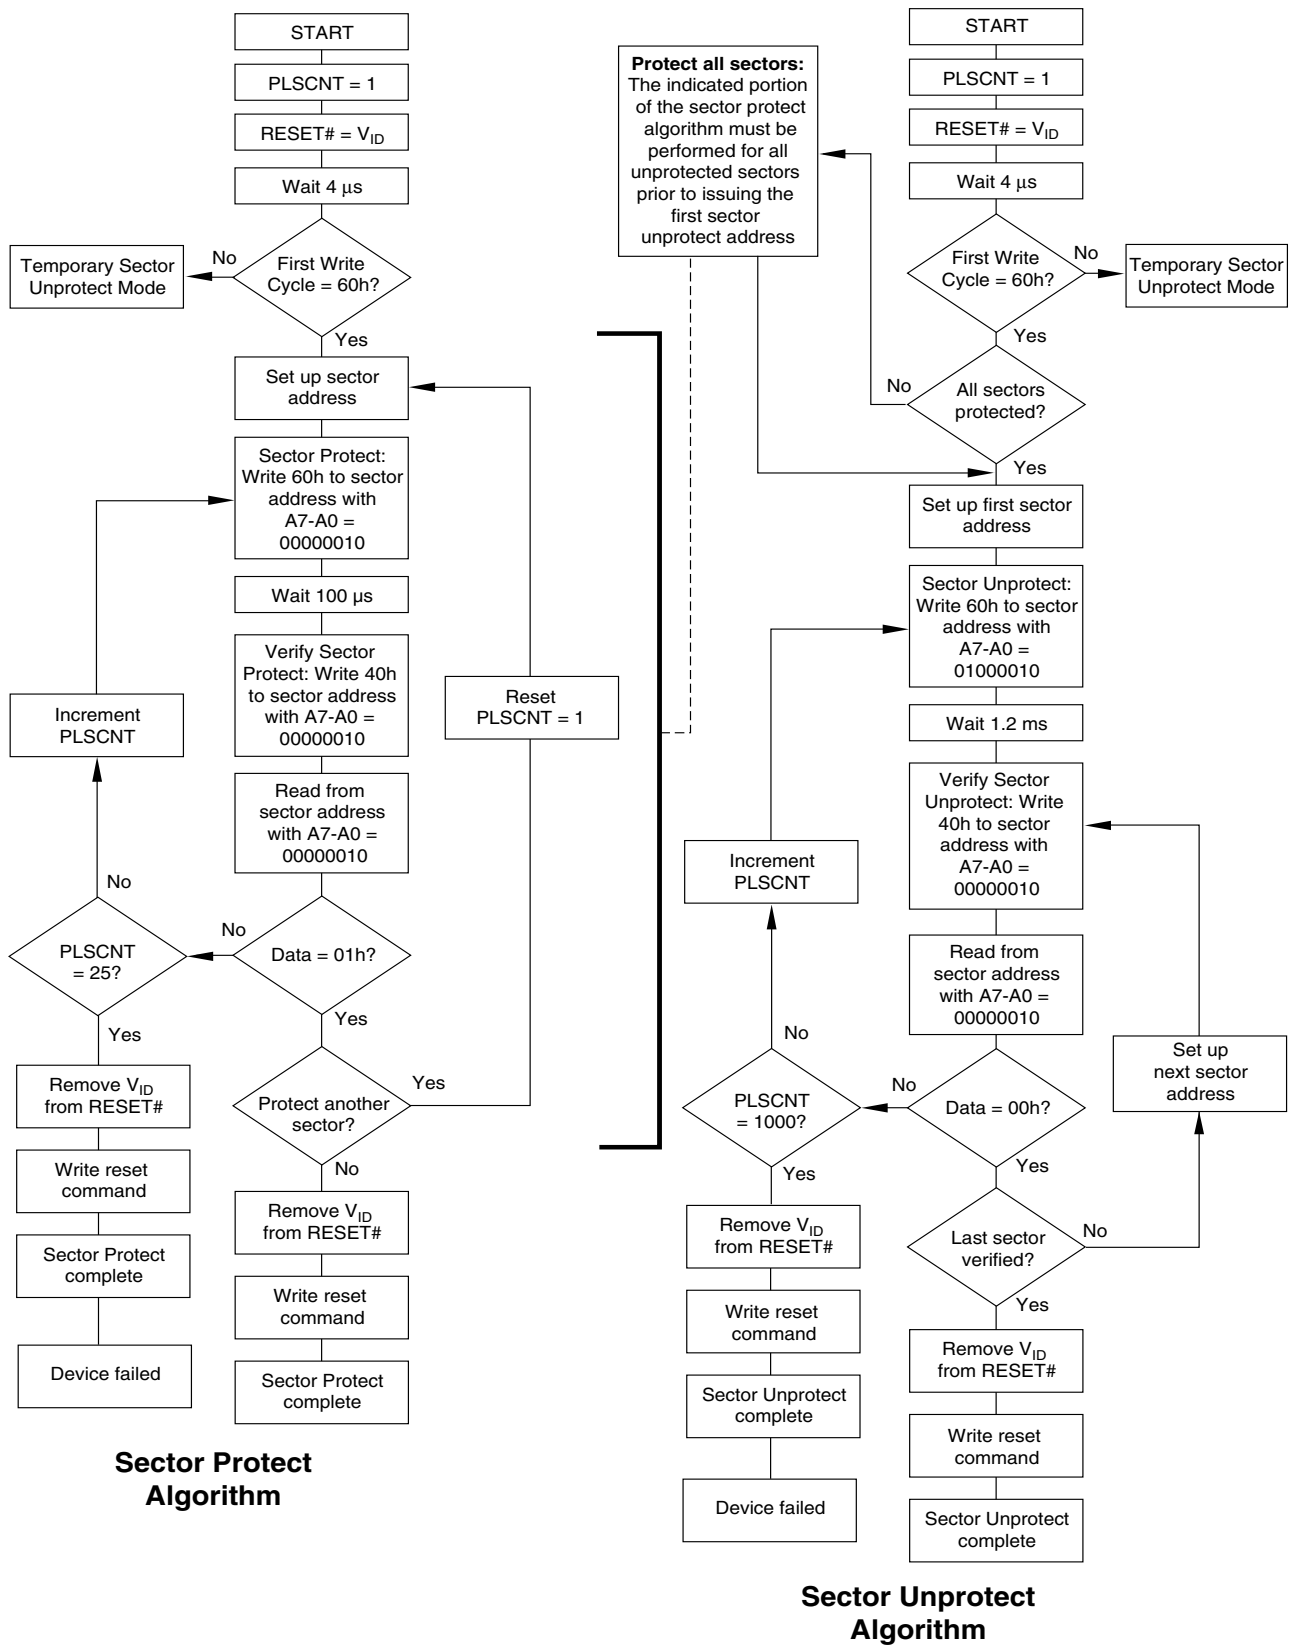 START
PLSCNT = 1
RESET# = VID
Wait 4 μs
First Write
Cycle = 60h?
No
Temporary Sector
Unprotect Mode
Yes
Set up sector
address
Sector Protect:
Write 60h to sector
address with
A7-A0 =
00000010
Wait 100 µs
Verify Sector
Protect: Write 40h
to sector address
with A7-A0 =
00000010
Read from
sector address
with A7-A0 =
00000010
Data = 01h?
No
PLSCNT
= 25?
No
Increment
PLSCNT
Yes
Remove VID
from RESET#
Write reset
command
Sector Protect
complete
Device failed
Yes
Protect another
sector?
Yes
Reset
PLSCNT = 1
No
Remove VID
from RESET#
Write reset
command
Sector Protect
complete
Sector Protect
Algorithm
Protect all sectors:
The indicated portion
of the sector protect
algorithm must be
performed for all
unprotected sectors
prior to issuing the
first sector
unprotect address
START
PLSCNT = 1
RESET# = VID
Wait 4 μs
First Write
Cycle = 60h?
No
Temporary Sector
Unprotect Mode
Yes
All sectors
protected?
No
Yes
Set up first sector
address
Sector Unprotect:
Write 60h to sector
address with
A7-A0 =
01000010
Wait 1.2 ms
Verify Sector
Unprotect: Write
40h to sector
address with
A7-A0 =
00000010
Read from
sector address
with A7-A0 =
00000010
Data = 00h?
No
PLSCNT
= 1000?
No
Increment
PLSCNT
Yes
Remove VID
from RESET#
Write reset
command
Sector Unprotect
complete
Device failed
Yes
Last sector
verified?
No
Set up
next sector
address
Yes
Remove VID
from RESET#
Write reset
command
Sector Unprotect
complete
Sector Unprotect
Algorithm